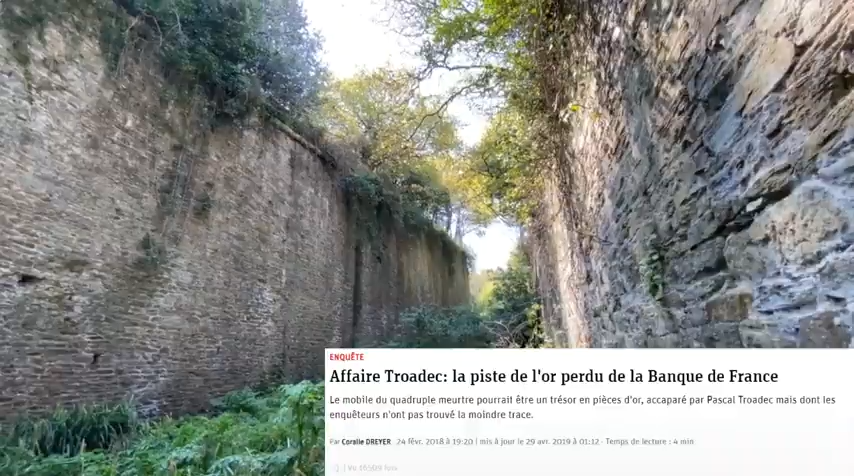 ENQUÊTE
Affaire Troadec: la piste de l'or perdu de la Banque de France
Le mobile du quadruple meurtre pourrait être un trésor en pièces d'or, accaparé par Pascal Troadec mais dont les
enquêteurs n'ont pas trouvé la moindre trace.
Par Coralie DREYER 24 févr. 2018 à 19:20 | mis à jour le 29 avr. 2019 à 01:12 - Temps de lecture : 4 min
| Vu fois